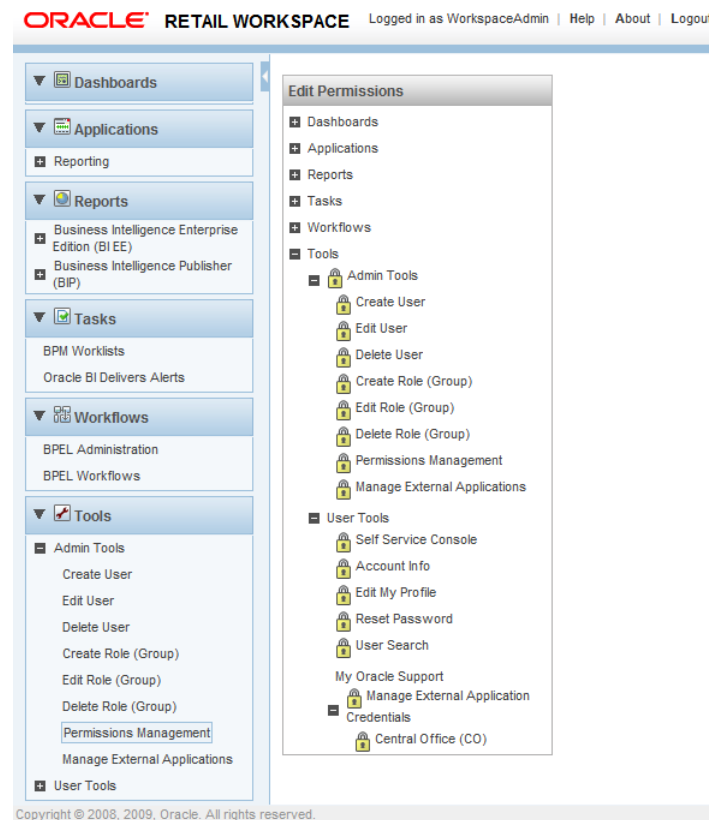 ORACLE RETAIL WORKSPACE Logged in as WorkspaceAdmin | Help | About | Logout
Dashboards
Applications
Reporting
Reports
Business Intelligence Enterprise
Edition (BI EE)
Business Intelligence Publisher
(BIP)
Tasks
BPM Worklists
Oracle BI Delivers Alerts
Workflows
BPEL Administration
BPEL Workflows
Tools
Admin Tools
Create User
Edit User
Delete User
Create Role (Group)
Edit Role (Group)
Delete Role (Group)
Permissions Management
Manage External Applications
User Tools
Edit Permissions
Dashboards
Applications
Reports
Tasks
Workflows
Tools
Admin Tools
Create User
Edit User
Delete User
Create Role (Group)
Edit Role (Group)
Delete Role (Group)
Permissions Management
Manage External Applications
User Tools
Self Service Console
Account Info
Edit My Profile
Reset Password
User Search
My Oracle Support
Manage External Application
Credentials
Central Office (CO)
Copyright © 2008, 2009, Oracle. All rights reserved.